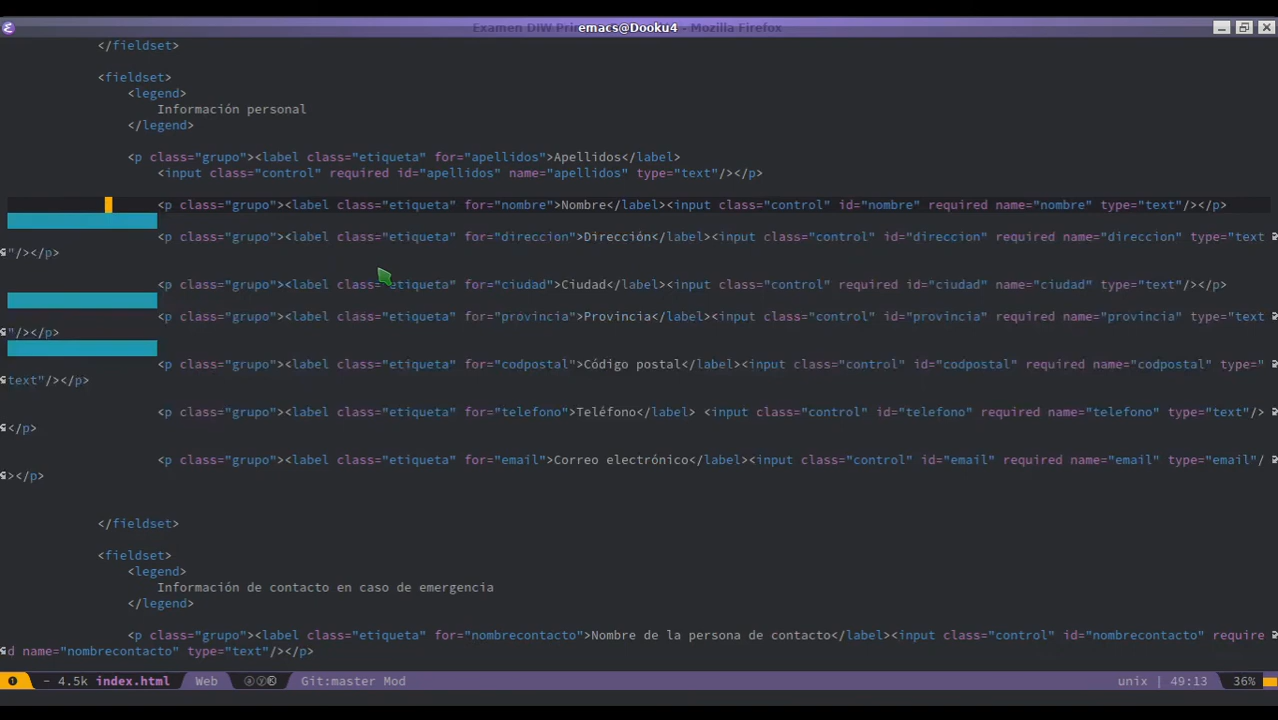 Examen DIW Pri emacs@Dooku4 - Mozilla Firefox
</fieldset>
<fieldset>
<legend>
Información personal
</legend>
<p class="grupo"><label class="etiqueta" for="apellidos">Apellidos</label>
<input class="control" required id="apellidos" name="apellidos" type="text"/></p>
<p class="grupo"><label class="etiqueta" for="nombre">Nombre</label><input class="control" id="nombre" required name="nombre" type="text"/></p>
<p class="grupo"><label class="etiqueta" for="direccion">Dirección</label><input class="control" id="direccion" required name="direccion" type="text
"/></p>
<p class="grupo"><label class="etiqueta" for="ciudad">Ciudad</label><input class="control" required id="ciudad" name="ciudad" type="text"/></p>
<p class="grupo"><label class="etiqueta" for="provincia">Provincia</label><input class="control" id="provincia" required name="provincia" type="text
"/></p>
<p class="grupo"><label class="etiqueta" for="codpostal">Código postal</label><input class="control" id="codpostal" required name="codpostal" type="
text"/></p>
<p class="grupo"><label class="etiqueta" for="telefono">Teléfono</label> <input class="control" id="telefono" required name="telefono" type="text"/>
</p>
<p class="grupo"><label class="etiqueta" for="email">Correo electrónico</label><input class="control" id="email" required name="email" type="email"/
></p>
</fieldset>
<fieldset>
<legend>
Información de contacto en caso de emergencia
</legend>
<p class="grupo"><label class="etiqueta" for="nombrecontacto">Nombre de la persona de contacto</label><input class="control" id="nombrecontacto" require
d name="nombrecontacto" type="text"/></p>
- 4.5k index.html Web Git:master Mod unix | 49:13 36%